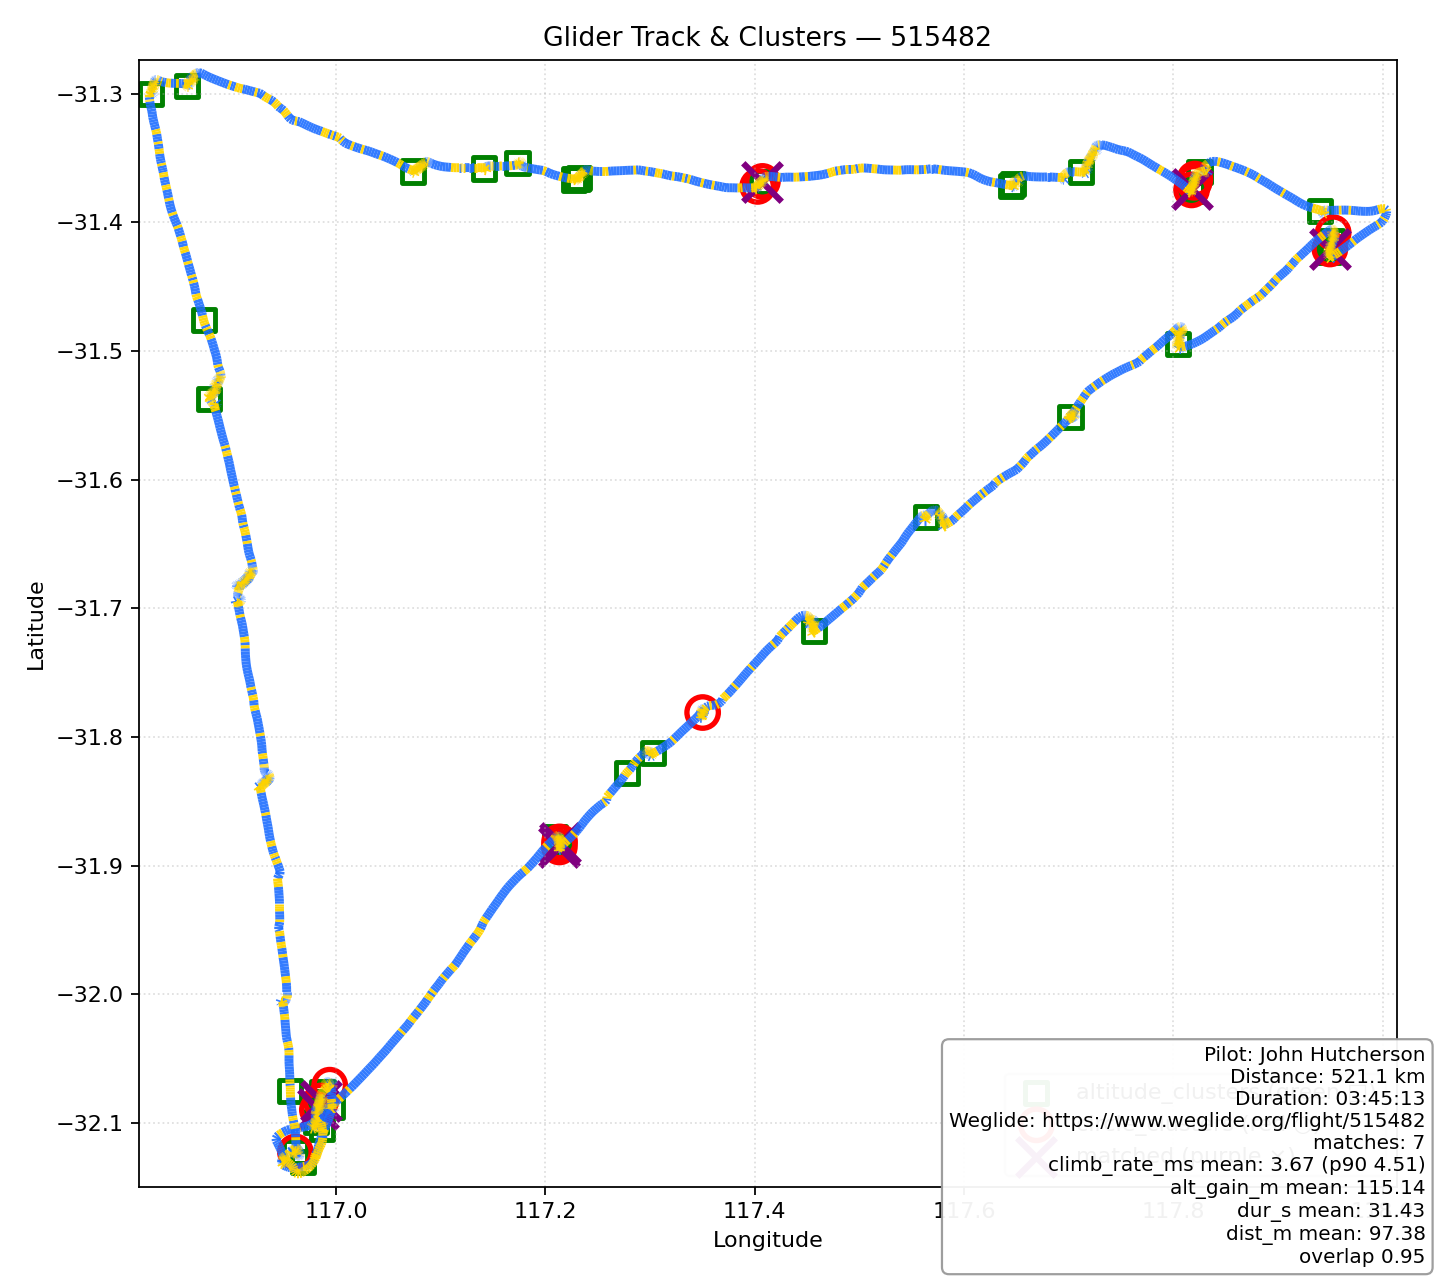 Glider Track & Clusters — 515482
−31.3
−31.4
−31.5
−31.6
−31.7
−31.8
−31.9
−32.0
−32.1
Latitude
117.0
117.2
117.4
117.6
117.8
Longitude
altitude_clusters
matched (purple
Pilot: John Hutcherson
Distance: 521.1 km
Duration: 03:45:13
Weglide: https://www.weglide.org/flight/515482
matches: 7
climb_rate_ms mean: 3.67 (p90 4.51)
alt_gain_m mean: 115.14
dur_s mean: 31.43
dist_m mean: 97.38
overlap 0.95